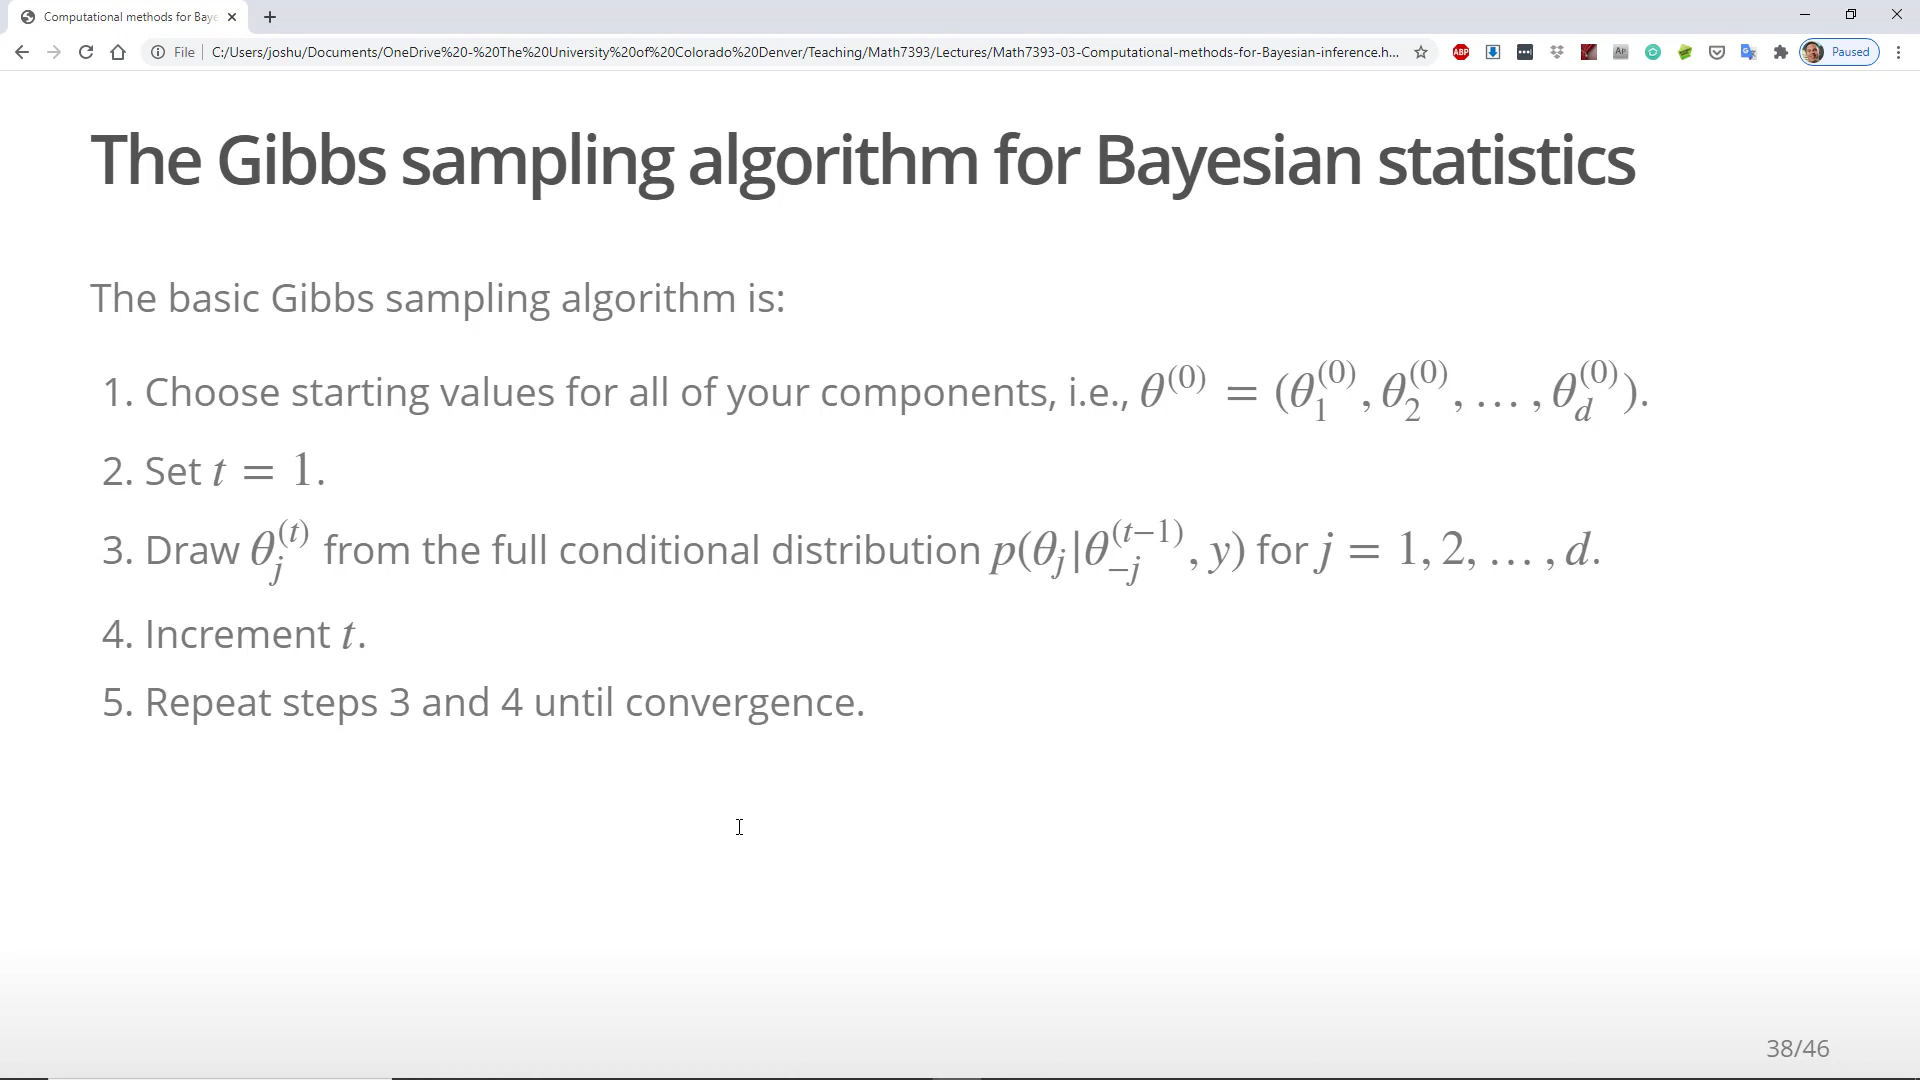 Computational methods for Baye
File
C:/Users/joshu/Documents/OneDrive%20-%20The%20University%20of%20Colorado%20Denver/Teaching/Math7393/Lectures/Math7393-03-Computational-methods-for-Bayesian-inference.h...
ABP
Paused
The Gibbs sampling algorithm for Bayesian statistics
The basic Gibbs sampling algorithm is:
1. Choose starting values for all of your components, i.e., θ^(0) = (θ_1^(0), θ_2^(0), …, θ_d^(0)).
2. Set t = 1.
3. Draw θ_j^(t) from the full conditional distribution p(θ_j|θ_{−j}^(t−1), y) for j = 1, 2, …, d.
4. Increment t.
5. Repeat steps 3 and 4 until convergence.
38/46